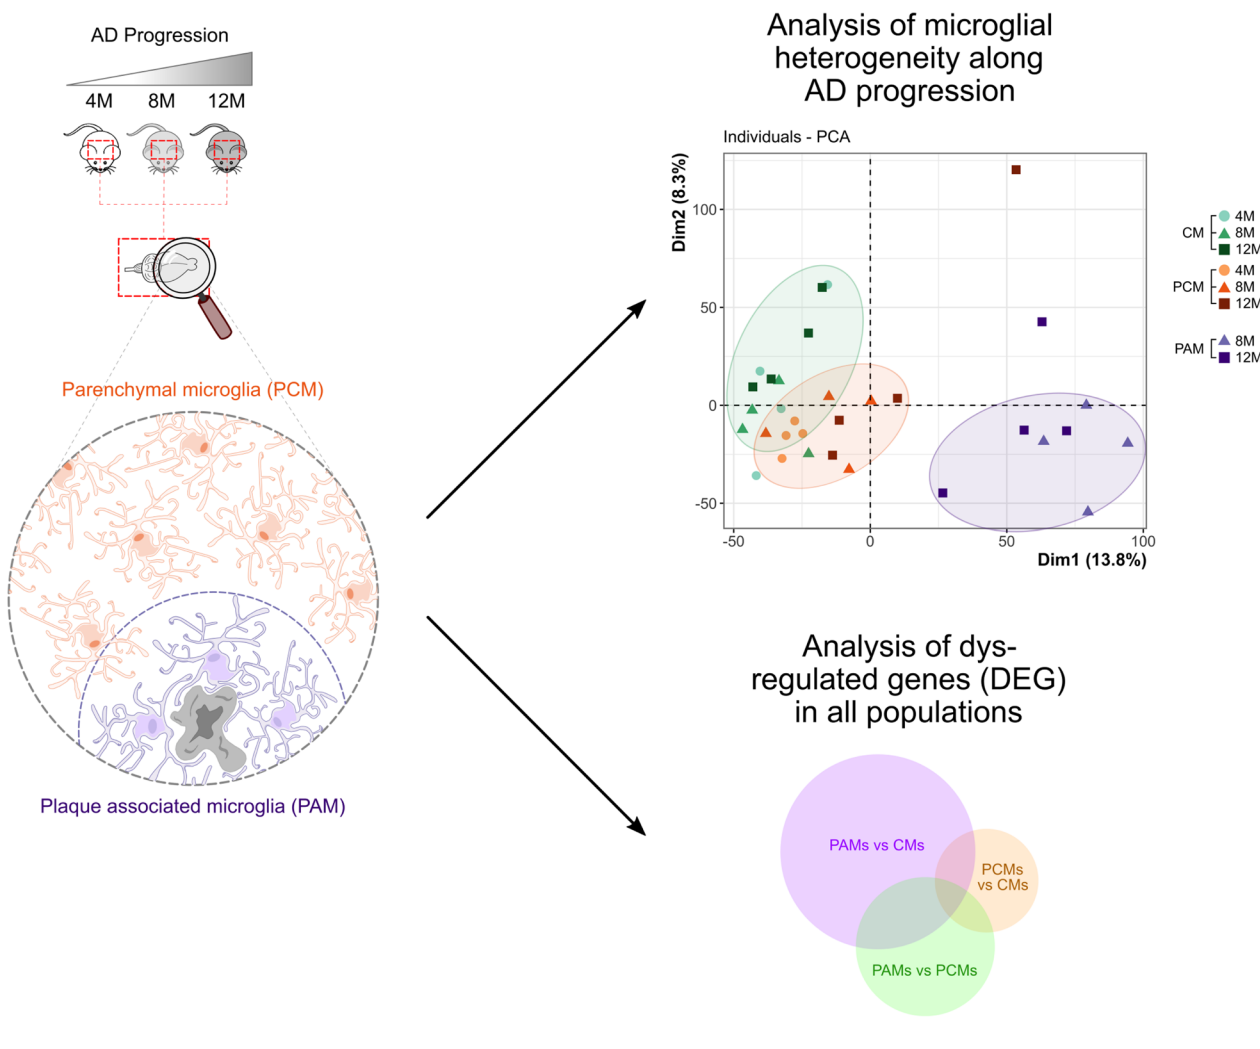 AD Progression
4M 8M 12M
Parenchymal microglia (PCM)
Plaque associated microglia (PAM)
Analysis of microglial
heterogeneity along
AD progression
Individuals - PCA
Dim2 (8.3%)
100
50
0
-50
-50 0 50 100
Dim1 (13.8%)
CM
4M
8M
12M
PCM
4M
8M
12M
PAM
8M
12M
Analysis of dys-
regulated genes (DEG)
in all populations
PAMs vs CMs
PCMs
vs CMs
PAMs vs PCMs